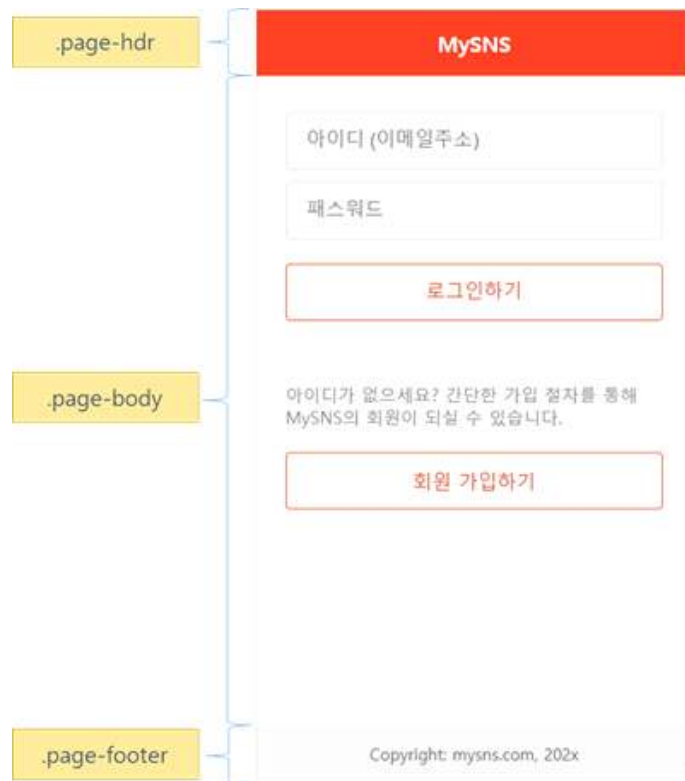 .page-hdr
MySNS
아이디 (이메일주소)
패스워드
로그인하기
.page-body
아이디가 없으세요? 간단한 가입 절차를 통해
MySNS의 회원이 되실 수 있습니다.
회원 가입하기
.page-footer
Copyright: mysns.com, 202x